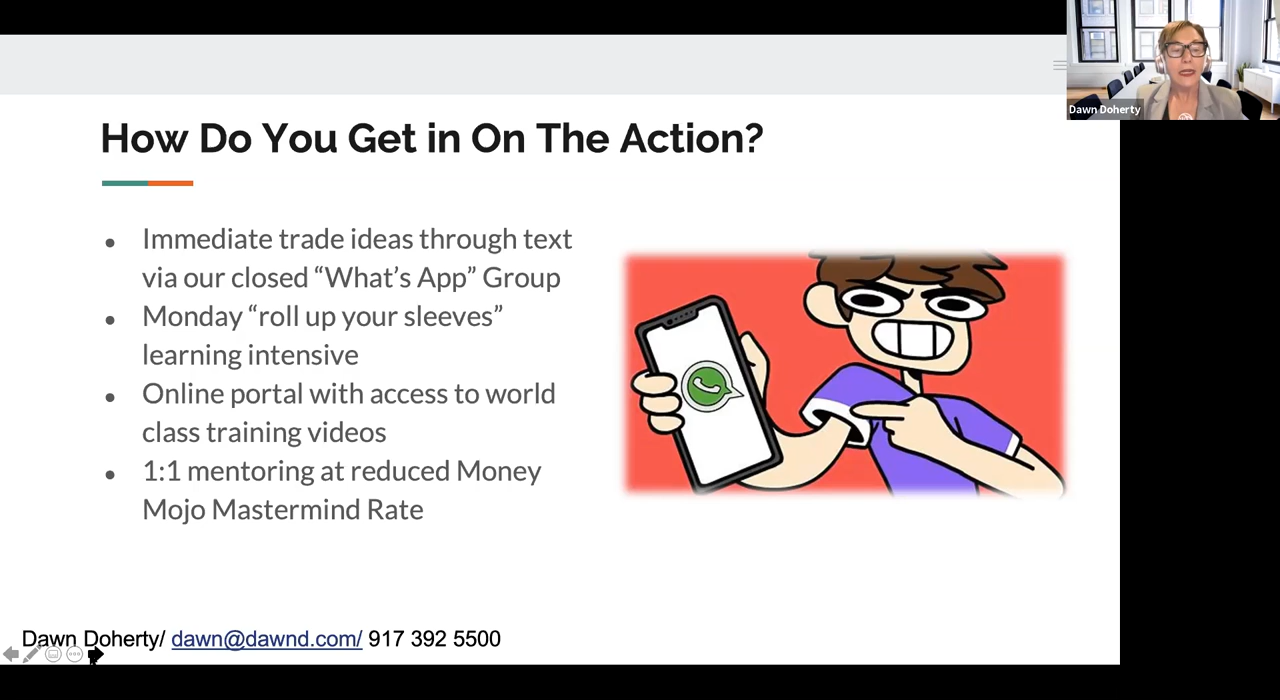 Dawn Doherty
How Do You Get in On The Action?
● Immediate trade ideas through text
via our closed “What’s App” Group
● Monday “roll up your sleeves”
learning intensive
● Online portal with access to world
class training videos
● 1:1 mentoring at reduced Money
Mojo Mastermind Rate
Dawn Doherty/ dawn@dawnd.com/ 917 392 5500